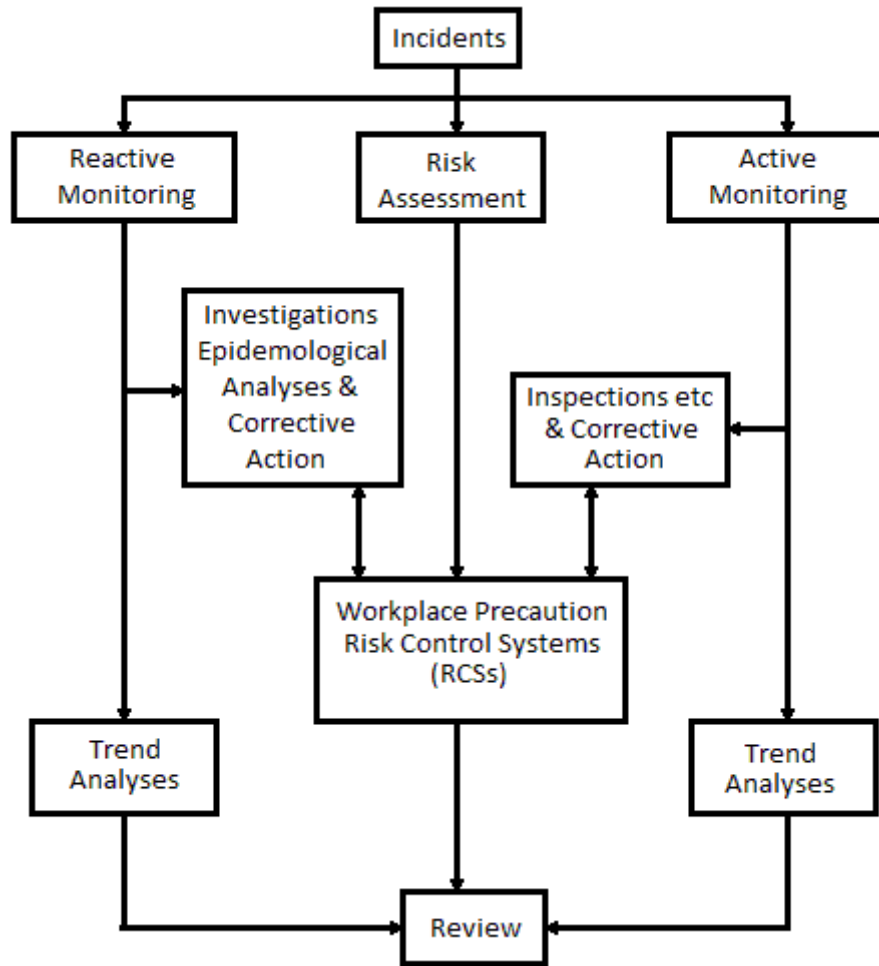 Incidents
Reactive
Monitoring
Risk
Assessment
Active
Monitoring
Investigations
Epidemological
Analyses &
Corrective
Action
Inspections etc
& Corrective
Action
Workplace Precaution
Risk Control Systems
(RCSs)
Trend
Analyses
Trend
Analyses
Review